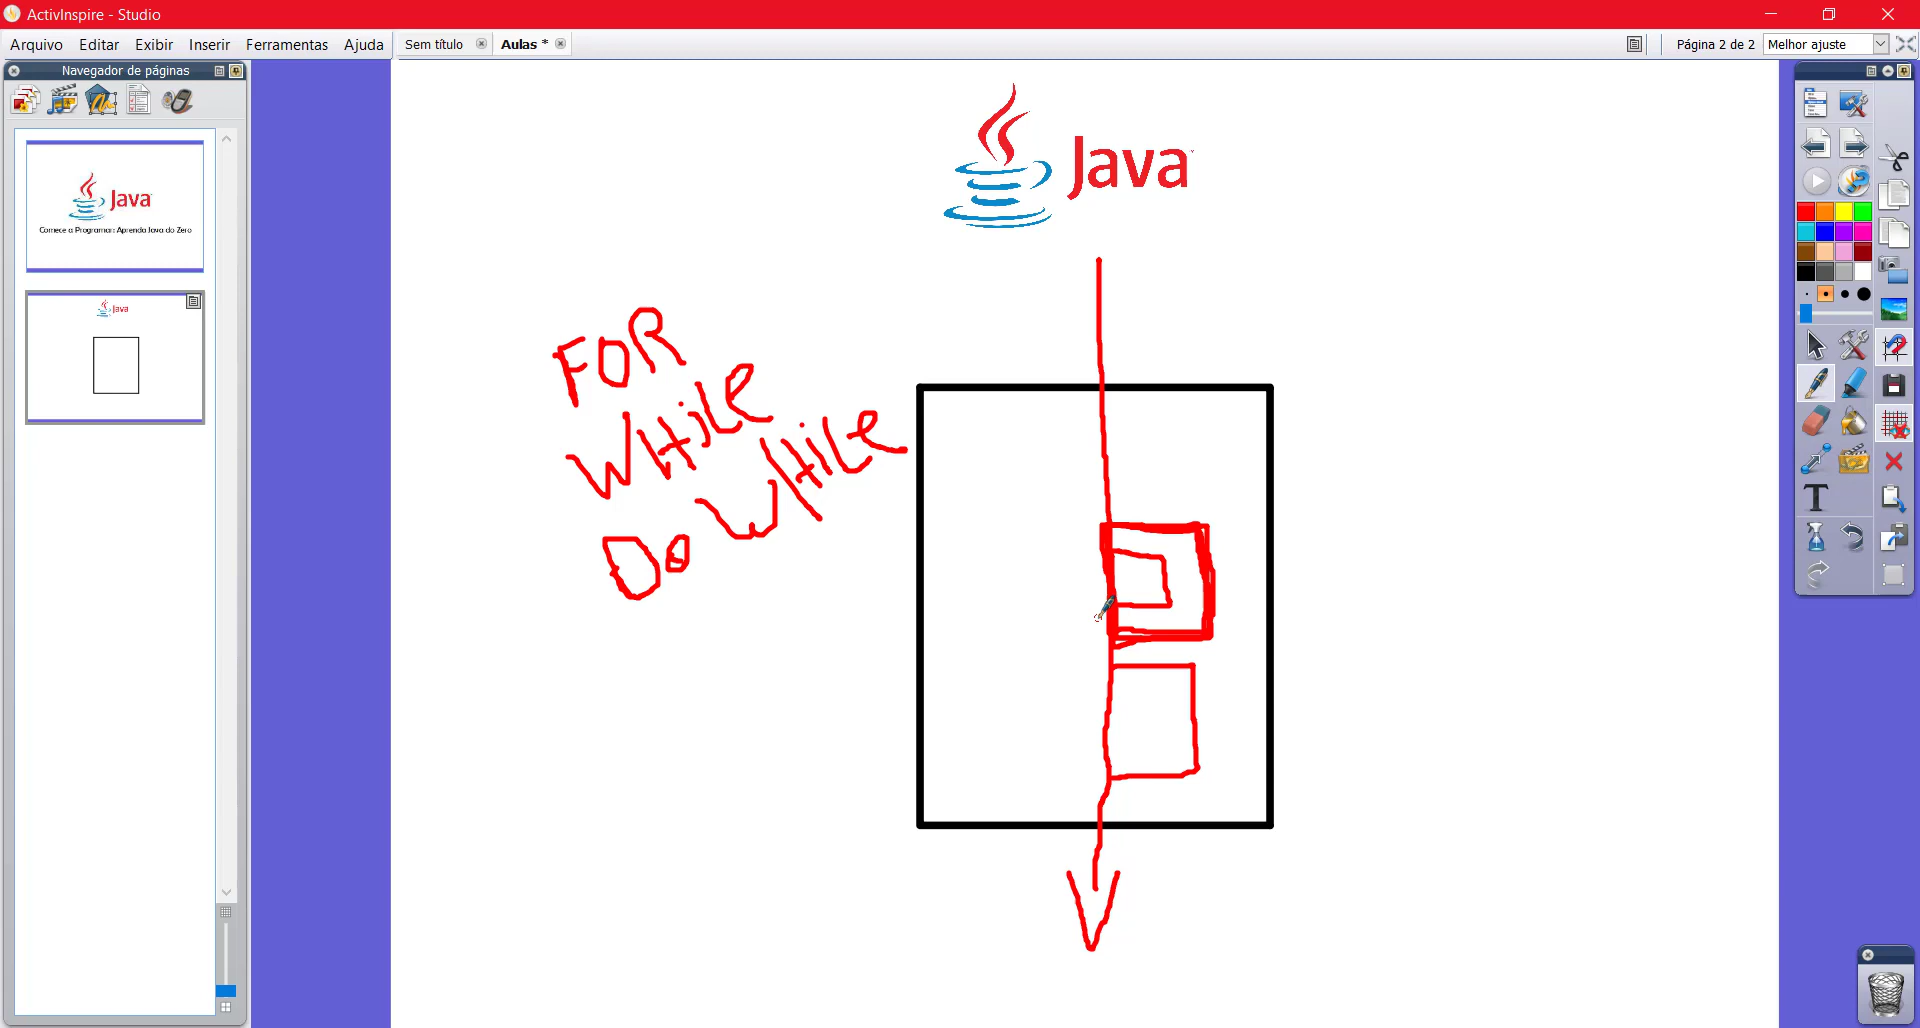 ActivInspire - Studio
Arquivo Editar Exibir Inserir Ferramentas Ajuda
Sem título Aulas *
Página 2 de 2 Melhor ajuste
Navegador de páginas
Java
Comece a Programar: Aprenda Java do Zero
Java
Java
FOR
WHiLe
Do WHiLe
T